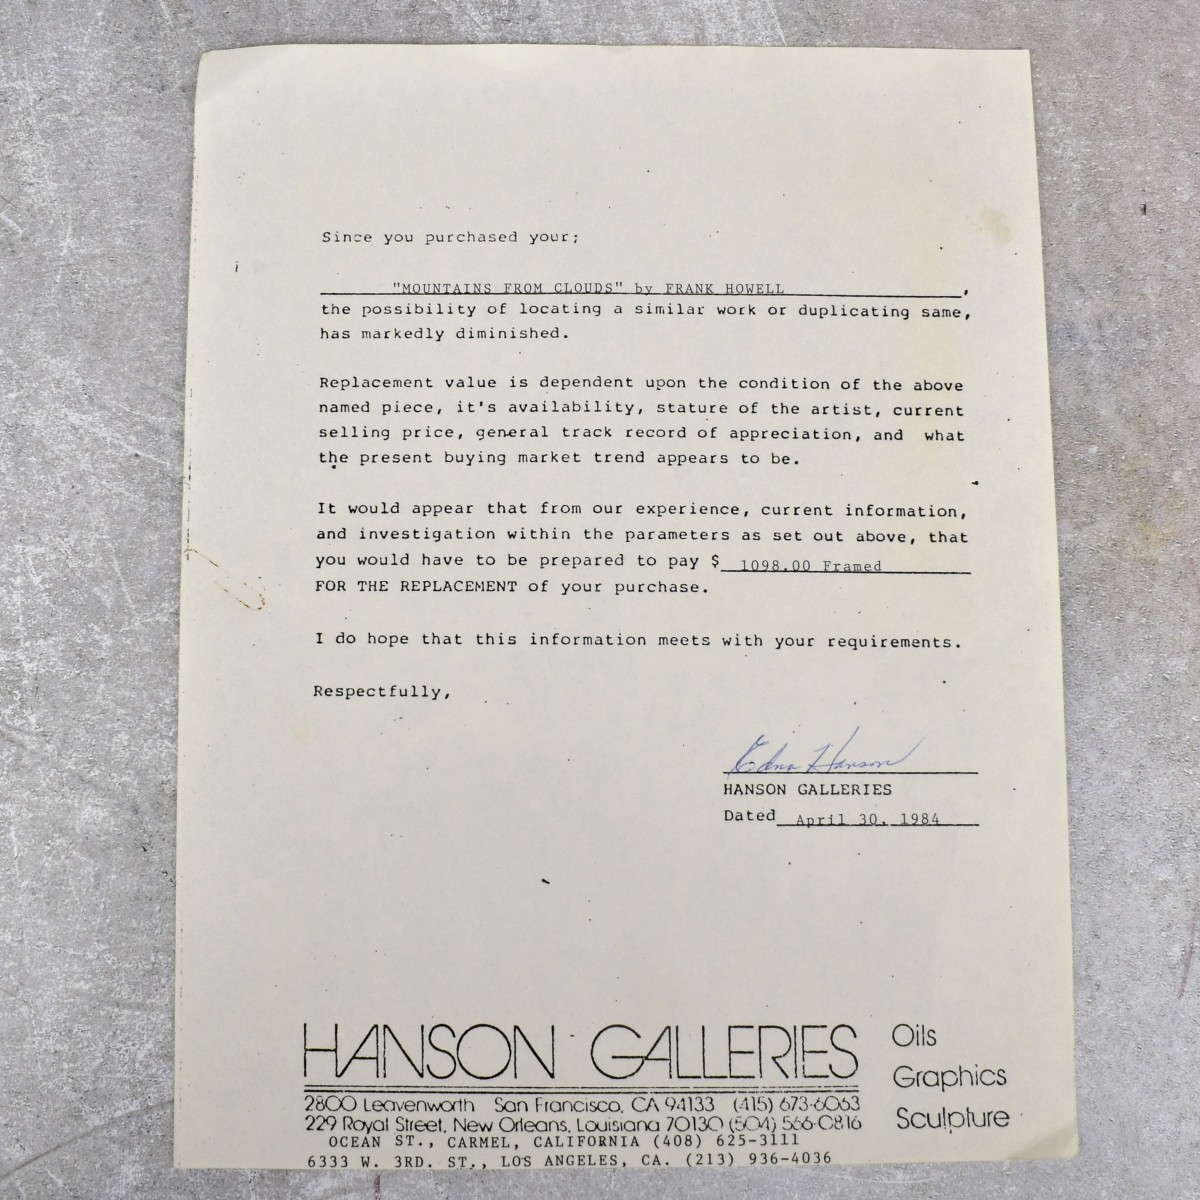 Since you purchased your;
"MOUNTAINS FROM CLOUDS" by FRANK HOWELL,
the possibility of locating a similar work or duplicating same,
has markedly diminished.
Replacement value is dependent upon the condition of the above
named piece, it's availability, stature of the artist, current
selling price, general track record of appreciation, and what
the present buying market trend appears to be.
It would appear that from our experience, current information,
and investigation within the parameters as set out above, that
you would have to be prepared to pay $ 1098.00 Framed
FOR THE REPLACEMENT of your purchase.
I do hope that this information meets with your requirements.
Respectfully,
Edna Hanson
HANSON GALLERIES
Dated April 30, 1984
HANSON GALLERIES
2800 Leavenworth San Francisco, CA 94133 (415) 673-6063
229 Royal Street, New Orleans, Louisiana 70130 (504) 566-0816
OCEAN ST., CARMEL, CALIFORNIA (408) 625-3111
6333 W. 3RD. ST., LOS ANGELES, CA. (213) 936-4036
Oils
Graphics
Sculpture